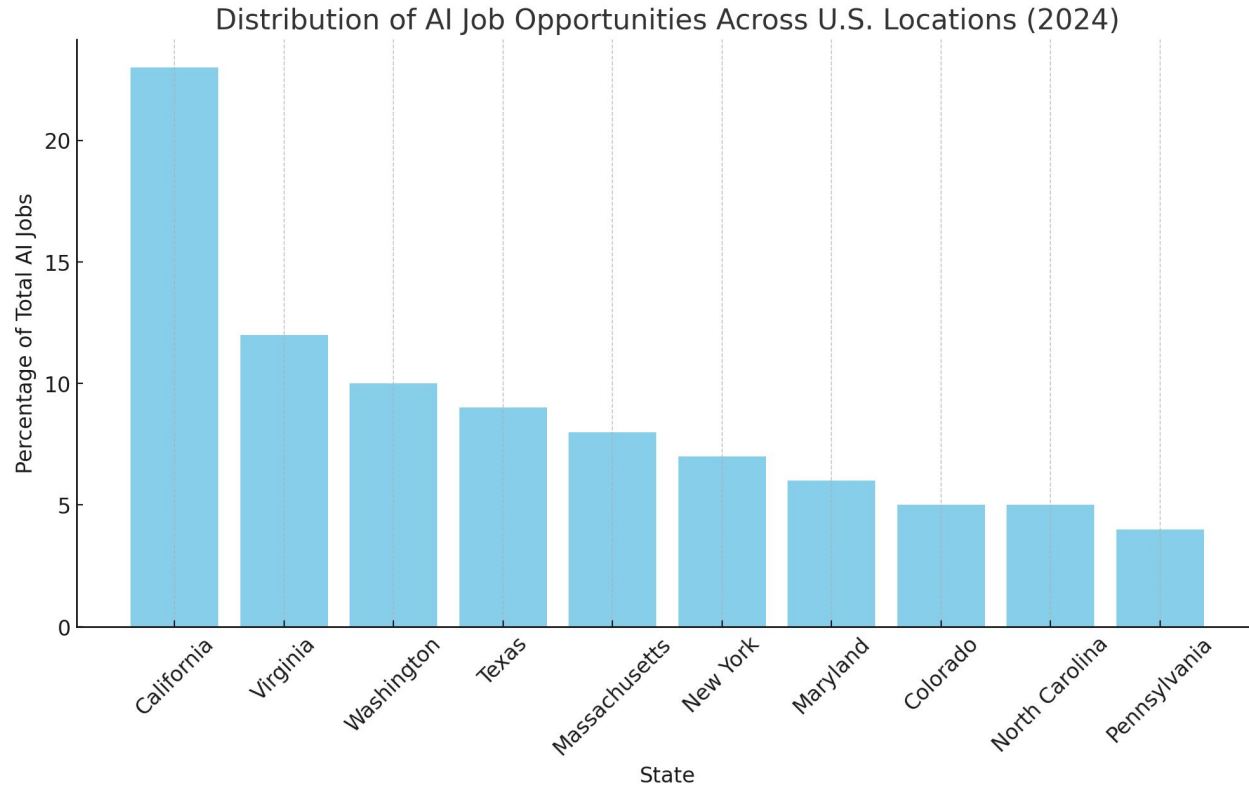 Distribution of AI Job Opportunities Across U.S. Locations (2024)
Percentage of Total AI Jobs
20
15
10
5
0
California
Virginia
Washington
Texas
Massachusetts
New York
Maryland
Colorado
North Carolina
Pennsylvania
State